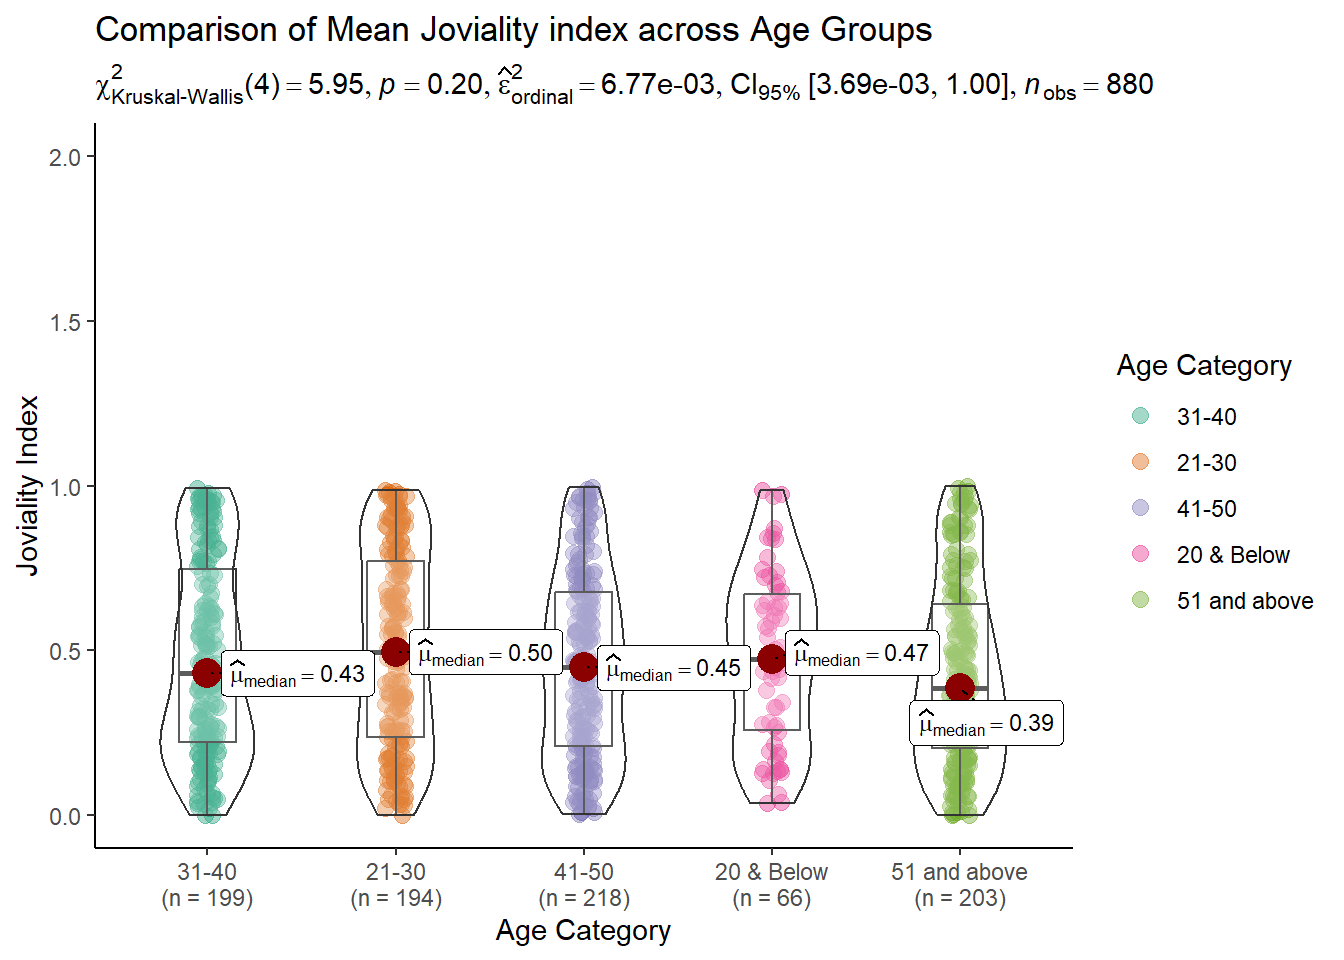 Comparison of Mean Joviality index across Age Groups
χ²Kruskal-Wallis(4) = 5.95, p = 0.20, ε̂²ordinal = 6.77e-03, CI95% [3.69e-03, 1.00], nobs = 880
2.0
1.5
1.0
0.5
0.0
Joviality Index
μ̂median = 0.43
μ̂median = 0.50
μ̂median = 0.45
μ̂median = 0.47
μ̂median = 0.39
31-40
(n = 199)
21-30
(n = 194)
41-50
(n = 218)
20 & Below
(n = 66)
51 and above
(n = 203)
Age Category
Age Category
31-40
21-30
41-50
20 & Below
51 and above